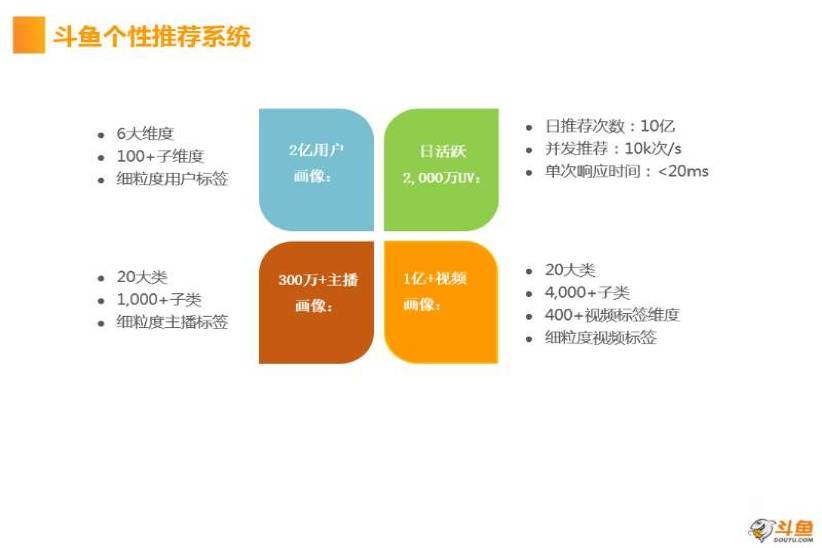 斗鱼个性推荐系统
6大维度
100+子维度
细粒度用户标签
2亿用户
画像：
日活跃
2,000万UV：
日推荐次数：10亿
并发推荐：10k次/s
单次响应时间：<20ms
20大类
1,000+子类
细粒度主播标签
300万+主播
画像：
1亿+视频
画像：
20大类
4,000+子类
400+视频标签维度
细粒度视频标签
斗鱼
DOUYU.COM